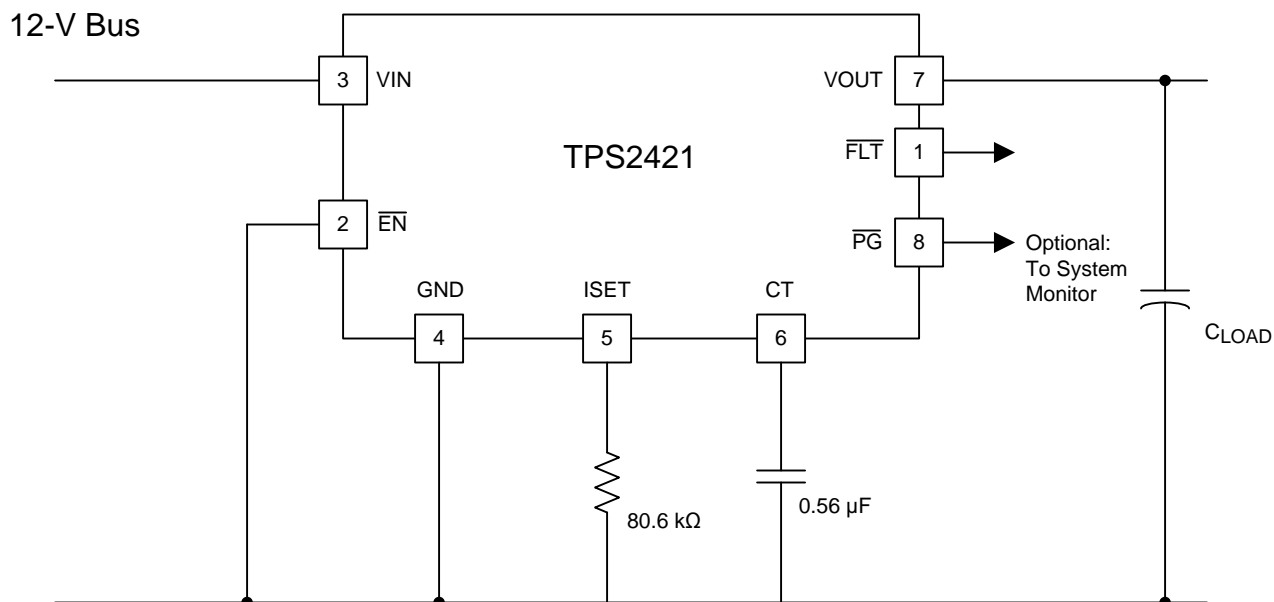 12-V Bus
3
VIN
VOUT
7
TPS2421
FLT
1
2
EN
PG
8
Optional:
To System
Monitor
GND
ISET
CT
4
5
6
CLOAD
80.6 kΩ
0.56 µF